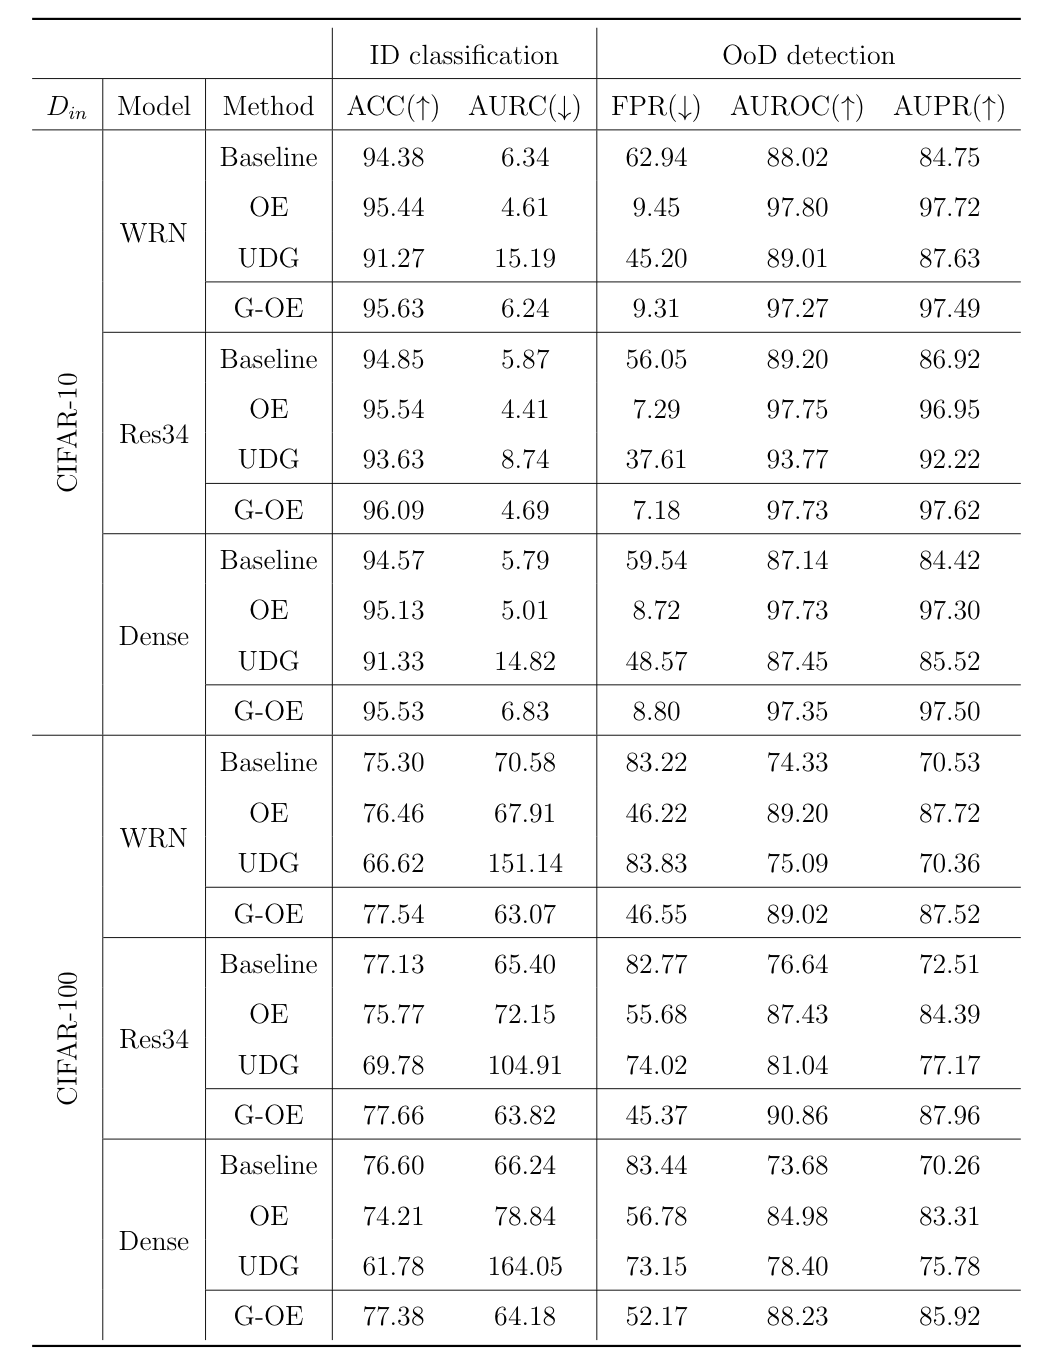 ID classification OoD detection
D_in Model Method ACC(↑) AURC(↓) FPR(↓) AUROC(↑) AUPR(↑)
CIFAR-10
WRN
Baseline 94.38 6.34 62.94 88.02 84.75
OE 95.44 4.61 9.45 97.80 97.72
UDG 91.27 15.19 45.20 89.01 87.63
G-OE 95.63 6.24 9.31 97.27 97.49
Res34
Baseline 94.85 5.87 56.05 89.20 86.92
OE 95.54 4.41 7.29 97.75 96.95
UDG 93.63 8.74 37.61 93.77 92.22
G-OE 96.09 4.69 7.18 97.73 97.62
Dense
Baseline 94.57 5.79 59.54 87.14 84.42
OE 95.13 5.01 8.72 97.73 97.30
UDG 91.33 14.82 48.57 87.45 85.52
G-OE 95.53 6.83 8.80 97.35 97.50
CIFAR-100
WRN
Baseline 75.30 70.58 83.22 74.33 70.53
OE 76.46 67.91 46.22 89.20 87.72
UDG 66.62 151.14 83.83 75.09 70.36
G-OE 77.54 63.07 46.55 89.02 87.52
Res34
Baseline 77.13 65.40 82.77 76.64 72.51
OE 75.77 72.15 55.68 87.43 84.39
UDG 69.78 104.91 74.02 81.04 77.17
G-OE 77.66 63.82 45.37 90.86 87.96
Dense
Baseline 76.60 66.24 83.44 73.68 70.26
OE 74.21 78.84 56.78 84.98 83.31
UDG 61.78 164.05 73.15 78.40 75.78
G-OE 77.38 64.18 52.17 88.23 85.92